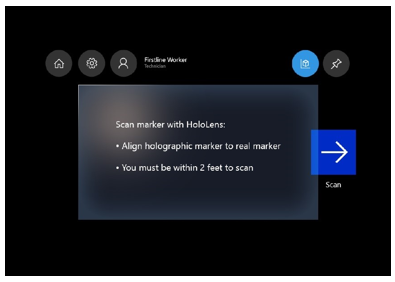 Firstline Worker
Technician
Scan marker with HoloLens:
• Align holographic marker to real marker
• You must be within 2 feet to scan
Scan